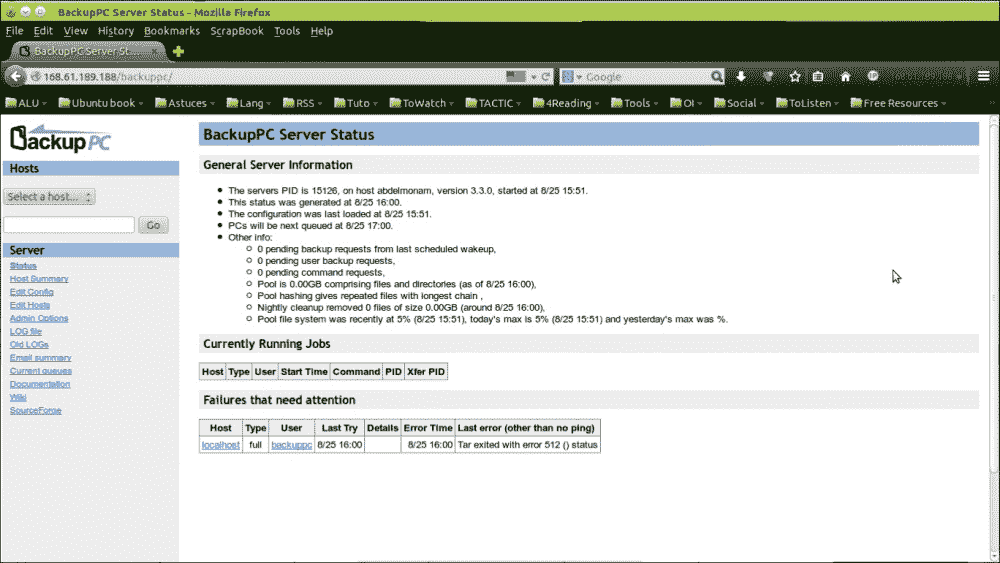 BackupPC Server Status - Mozilla Firefox
File Edit View History Bookmarks ScrapBook Tools Help
BackupPC Server St...
168.61.189.188/backuppc/
Google
ALU Ubuntu book Astuces Lang RSS Tuto ToWatch TACTIC 4Reading Tools OI Social ToListen Free Resources
BackupPC
Hosts
Select a host...
Go
Server
Status
Host Summary
Edit Config
Edit Hosts
Admin Options
LOG file
Old LOGs
Email summary
Current queues
Documentation
Wiki
SourceForge
BackupPC Server Status
General Server Information
The servers PID is 15126, on host abdelmonam, version 3.3.0, started at 8/25 15:51.
This status was generated at 8/25 16:00.
The configuration was last loaded at 8/25 15:51.
PCs will be next queued at 8/25 17:00.
Other info:
0 pending backup requests from last scheduled wakeup,
0 pending user backup requests,
0 pending command requests,
Pool is 0.00GB comprising files and directories (as of 8/25 16:00),
Pool hashing gives repeated files with longest chain ,
Nightly cleanup removed 0 files of size 0.00GB (around 8/25 16:00),
Pool file system was recently at 5% (8/25 15:51), today's max is 5% (8/25 15:51) and yesterday's max was %.
Currently Running Jobs
Host Type User Start Time Command PID Xfer PID
Failures that need attention
Host Type User Last Try Details Error Time Last error (other than no ping)
localhost full backuppc 8/25 16:00 8/25 16:00 Tar exited with error 512 () status